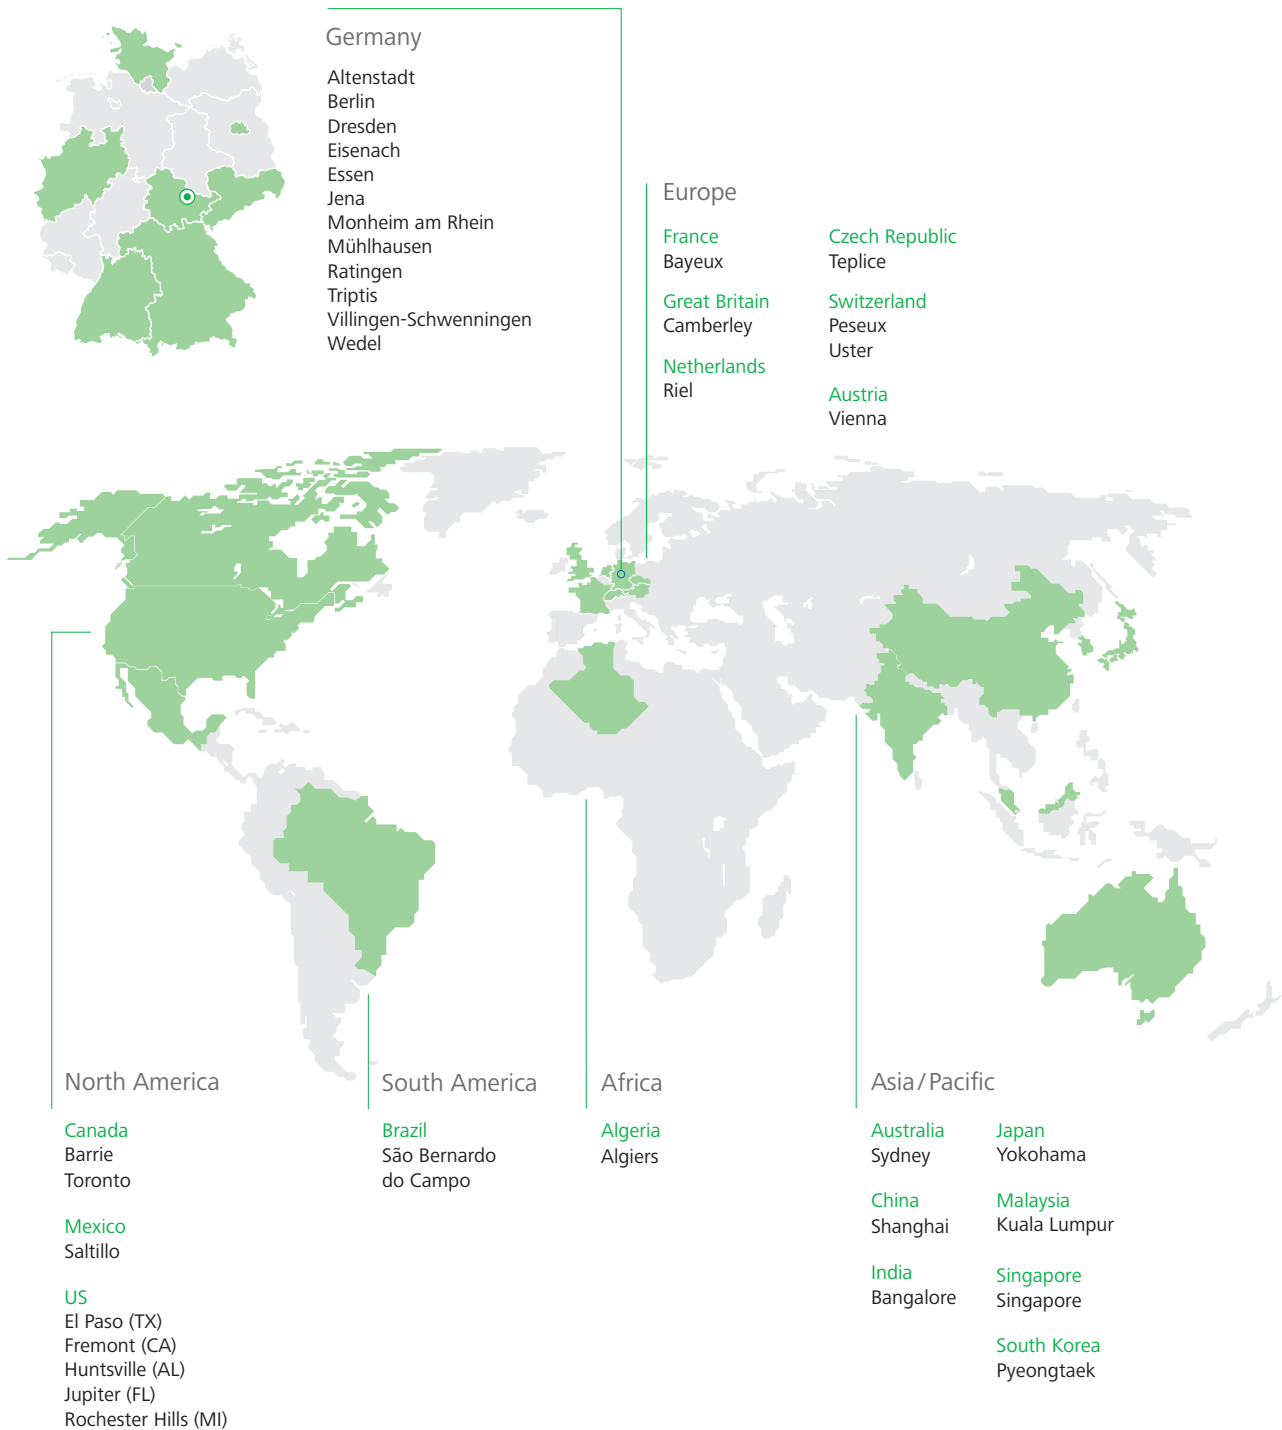 Germany
Altenstadt
Berlin
Dresden
Eisenach
Essen
Jena
Monheim am Rhein
Mühlhausen
Ratingen
Triptis
Villingen-Schwenningen
Wedel
Europe
France
Bayeux
Great Britain
Camberley
Netherlands
Riel
Czech Republic
Teplice
Switzerland
Peseux
Uster
Austria
Vienna
North America
Canada
Barrie
Toronto
Mexico
Saltillo
US
El Paso (TX)
Fremont (CA)
Huntsville (AL)
Jupiter (FL)
Rochester Hills (MI)
South America
Brazil
São Bernardo
do Campo
Africa
Algeria
Algiers
Asia/Pacific
Australia
Sydney
China
Shanghai
India
Bangalore
Japan
Yokohama
Malaysia
Kuala Lumpur
Singapore
Singapore
South Korea
Pyeongtaek